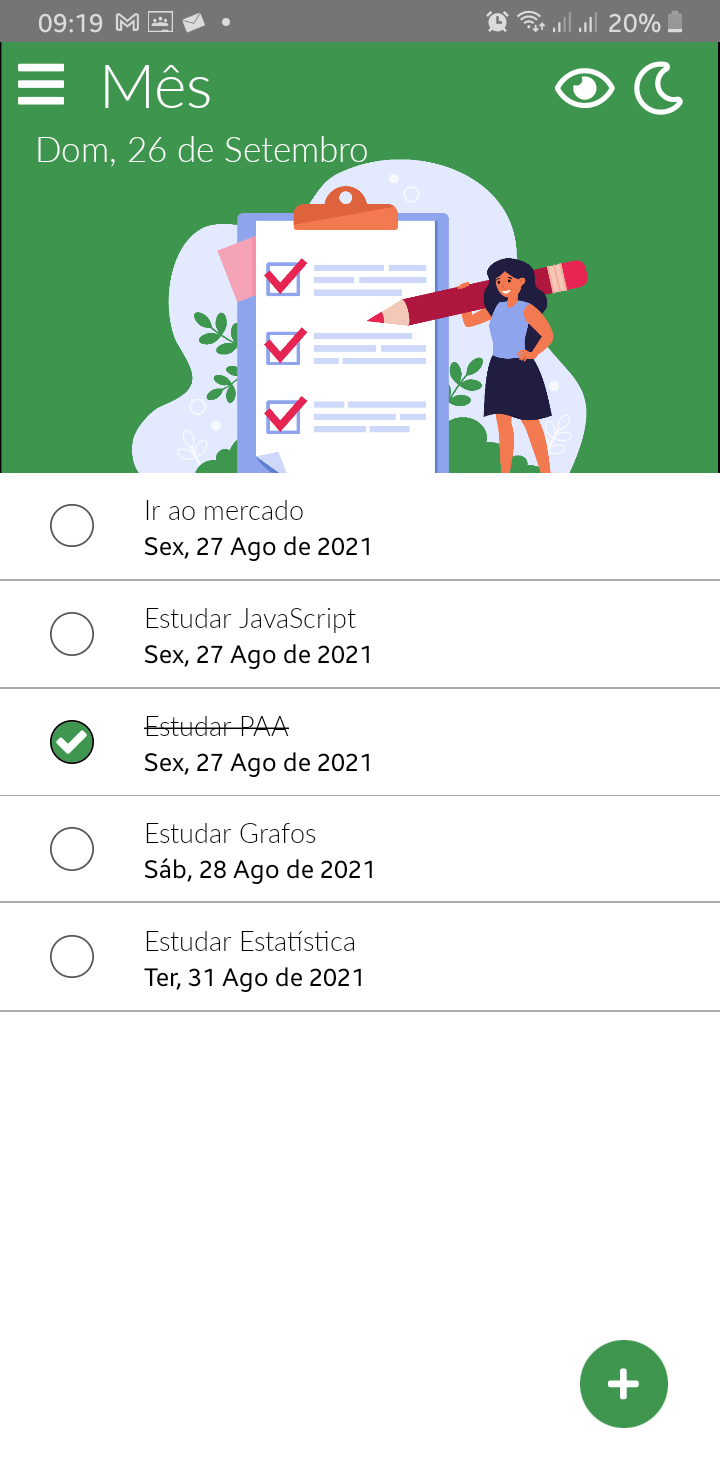 09:19
20%
Mês
Dom, 26 de Setembro
Ir ao mercado
Sex, 27 Ago de 2021
Estudar JavaScript
Sex, 27 Ago de 2021
Estudar PAA
Sex, 27 Ago de 2021
Estudar Grafos
Sáb, 28 Ago de 2021
Estudar Estatística
Ter, 31 Ago de 2021